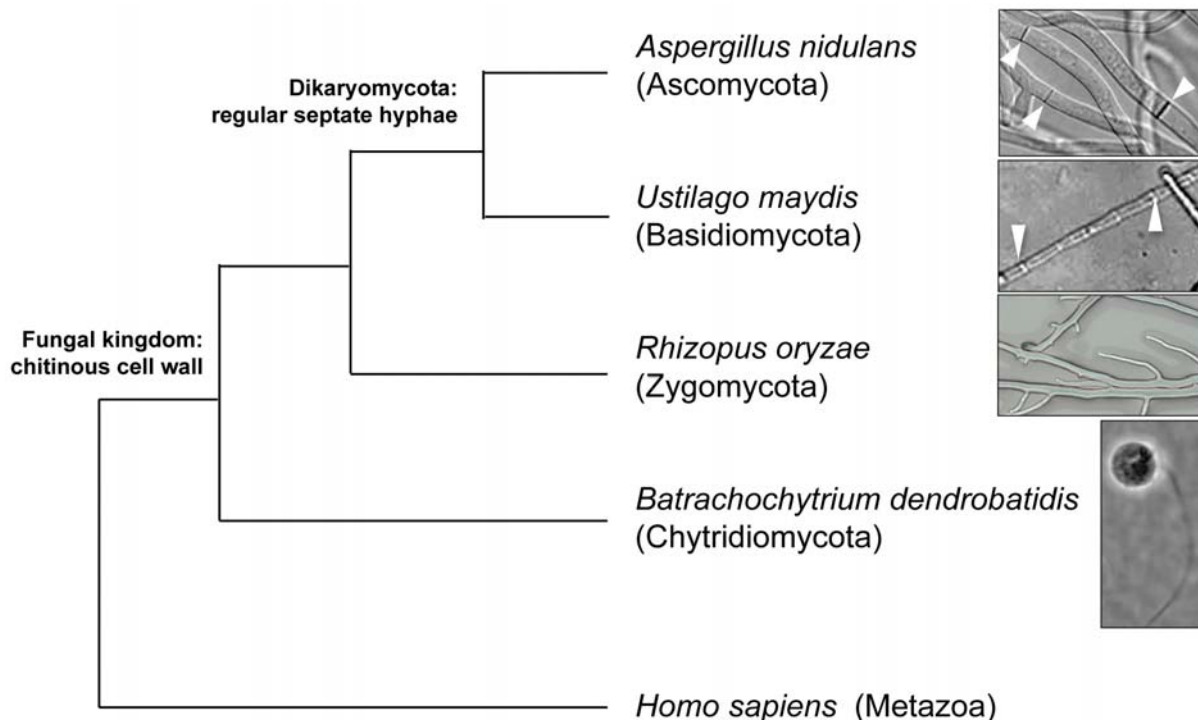 Aspergillus nidulans
(Ascomycota)
Dikaryomycota:
regular septate hyphae
Ustilago maydis
(Basidiomycota)
Fungal kingdom:
chitinous cell wall
Rhizopus oryzae
(Zygomycota)
Batrachochytrium dendrobatidis
(Chytridiomycota)
Homo sapiens (Metazoa)